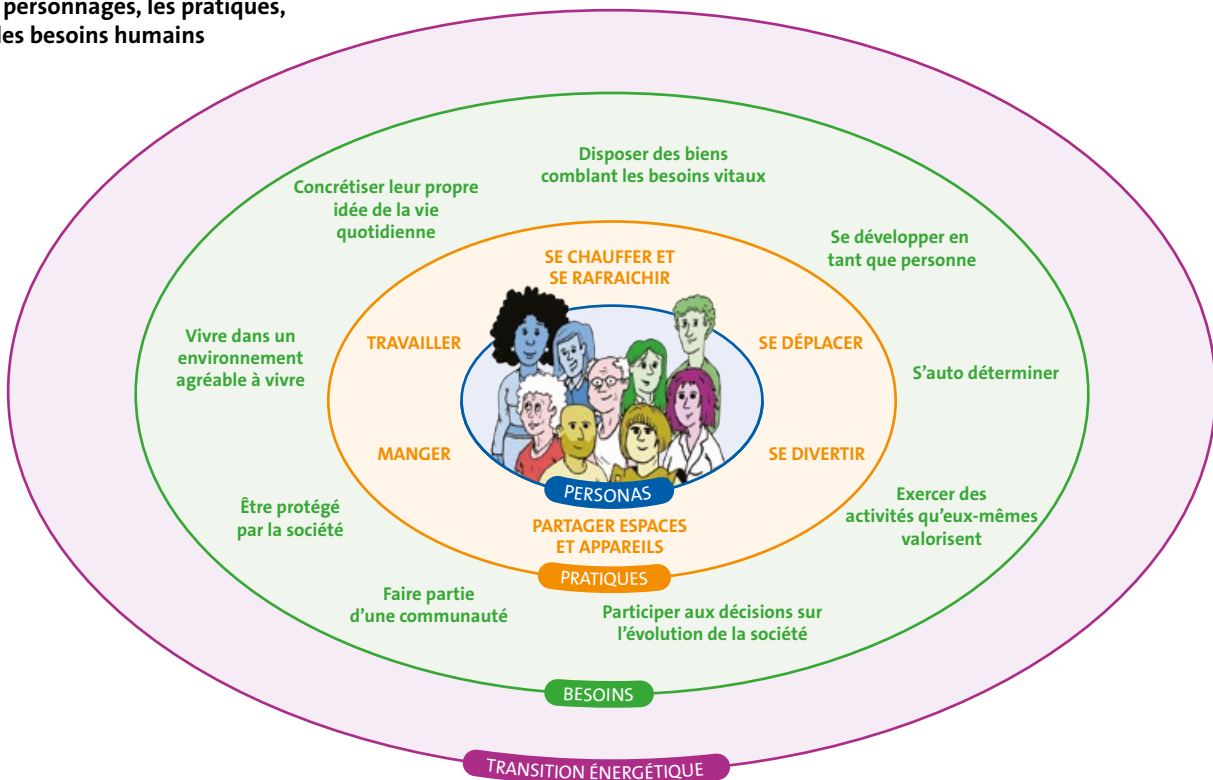 personnages, les pratiques,
les besoins humains
Disposer des biens
comblant les besoins vitaux
Concrétiser leur propre
idée de la vie
quotidienne
Se développer en
tant que personne
SE CHAUFFER ET
SE RAFRAICHIR
Vivre dans un
environnement
agréable à vivre
TRAVAILLER
SE DÉPLACER
S'auto déterminer
MANGER
SE DIVERTIR
Être protégé
par la société
PERSONAS
Exercer des
activités qu'eux-mêmes
valorisent
PARTAGER ESPACES
ET APPAREILS
PRATIQUES
Faire partie
d'une communauté
Participer aux décisions sur
l'évolution de la société
BESOINS
TRANSITION ÉNERGÉTIQUE